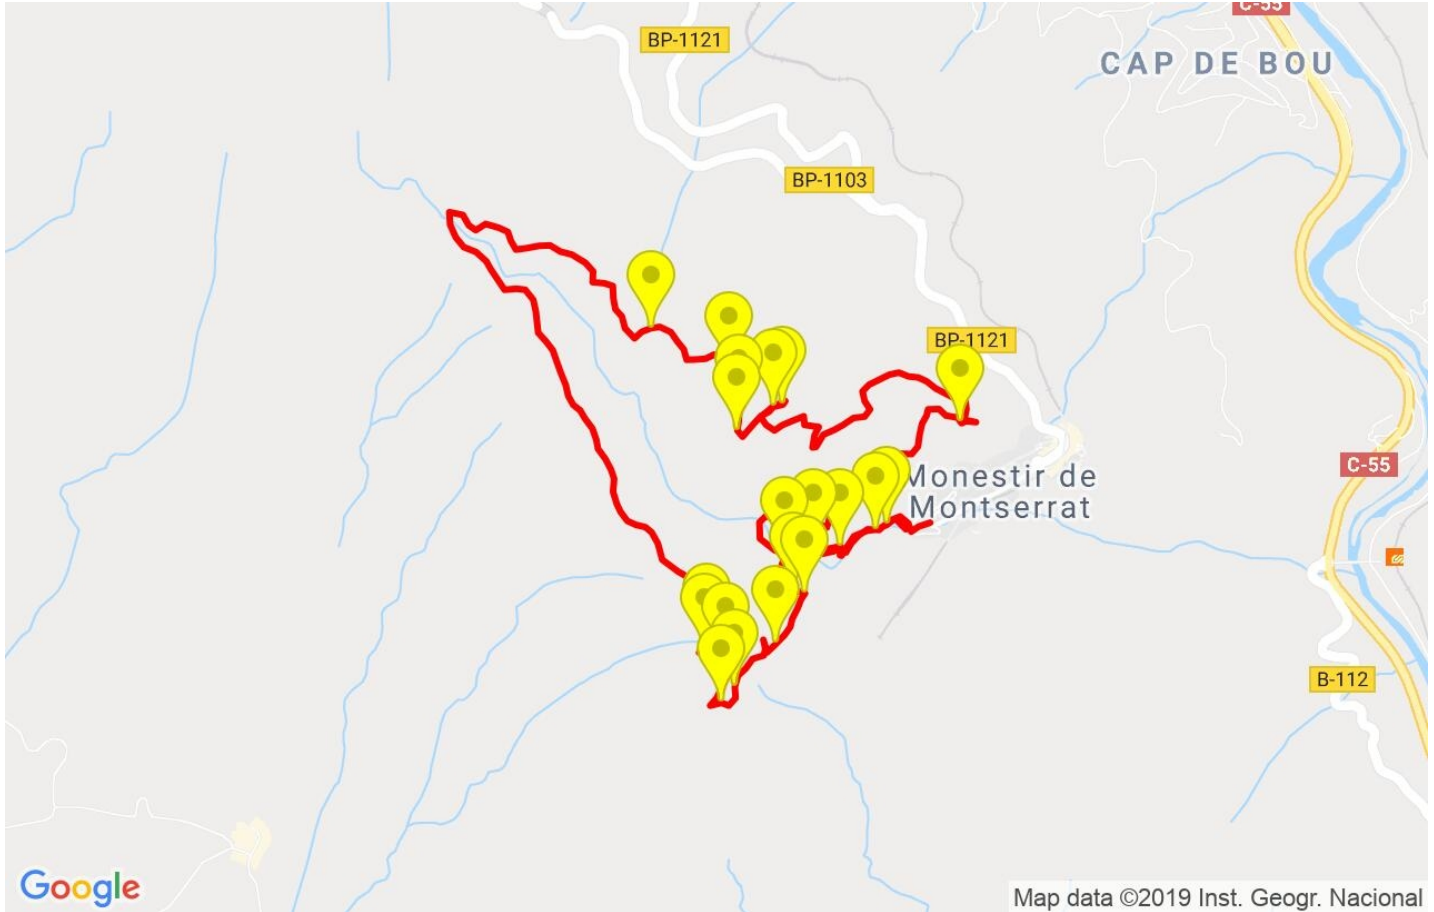 C-55
BP-1121
CAP DE BOU
BP-1103
BP-1121
C-55
Monestir de
Montserrat
B-112
Google
Map data ©2019 Inst. Geogr. Nacional